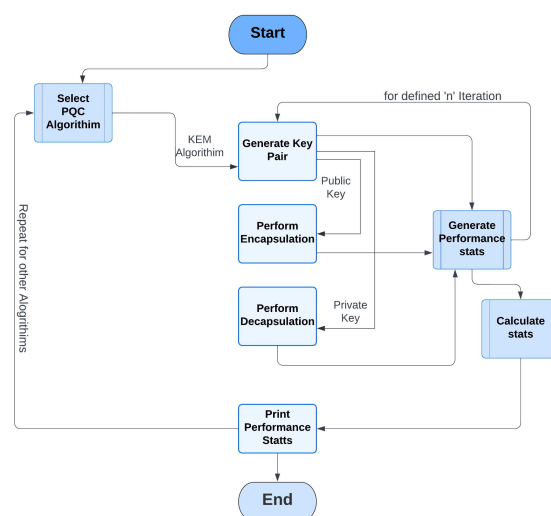 Start
Select
PQC
Algorithim
for defined 'n' Iteration
KEM
Algorithim
Generate Key
Pair
Public
Key
Perform
Encapsulation
Generate
Performance
stats
Repeat for other Alogrithims
Perform
Decapsulation
Private
Key
Calculate
stats
Print
Performance
Statts
End